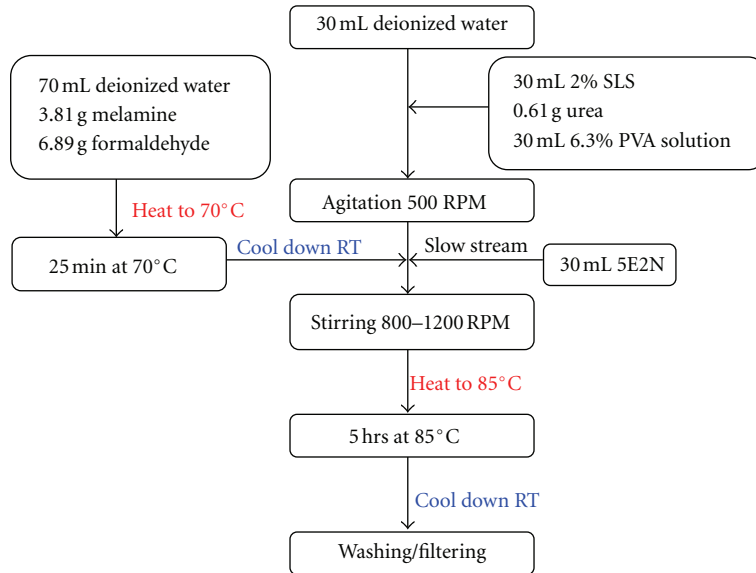 30 mL deionized water
70 mL deionized water
3.81 g melamine
6.89 g formaldehyde
30 mL 2% SLS
0.61 g urea
30 mL 6.3% PVA solution
Heat to 70°C
Agitation 500 RPM
25 min at 70°C
Cool down RT
Slow stream
30 mL 5E2N
Stirring 800–1200 RPM
Heat to 85°C
5 hrs at 85°C
Cool down RT
Washing/filtering